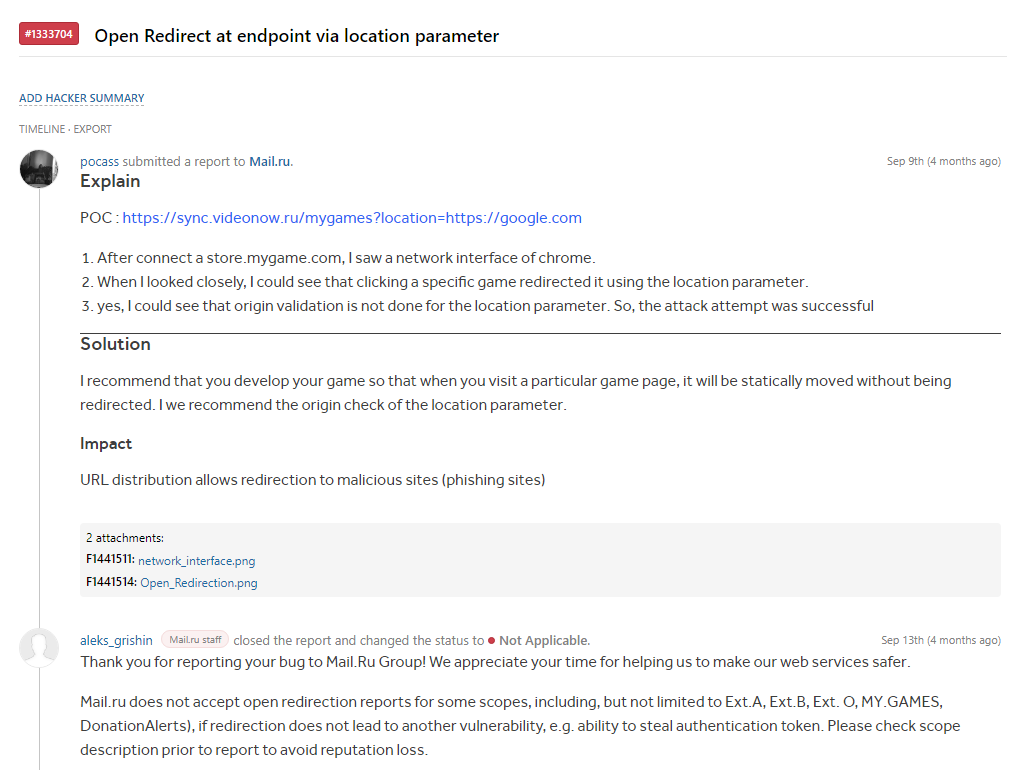 #1333704 Open Redirect at endpoint via location parameter
ADD HACKER SUMMARY
TIMELINE · EXPORT
pocass submitted a report to Mail.ru. Sep 9th (4 months ago)
Explain
POC : https://sync.videonow.ru/mygames?location=https://google.com
1. After connect a store.mygame.com, I saw a network interface of chrome.
2. When I looked closely, I could see that clicking a specific game redirected it using the location parameter.
3. yes, I could see that origin validation is not done for the location parameter. So, the attack attempt was successful
Solution
I recommend that you develop your game so that when you visit a particular game page, it will be statically moved without being
redirected. I we recommend the origin check of the location parameter.
Impact
URL distribution allows redirection to malicious sites (phishing sites)
2 attachments:
F1441511: network_interface.png
F1441514: Open_Redirection.png
aleks_grishin Mail.ru staff closed the report and changed the status to ● Not Applicable. Sep 13th (4 months ago)
Thank you for reporting your bug to Mail.Ru Group! We appreciate your time for helping us to make our web services safer.
Mail.ru does not accept open redirection reports for some scopes, including, but not limited to Ext.A, Ext.B, Ext. O, MY.GAMES,
DonationAlerts), if redirection does not lead to another vulnerability, e.g. ability to steal authentication token. Please check scope
description prior to report to avoid reputation loss.